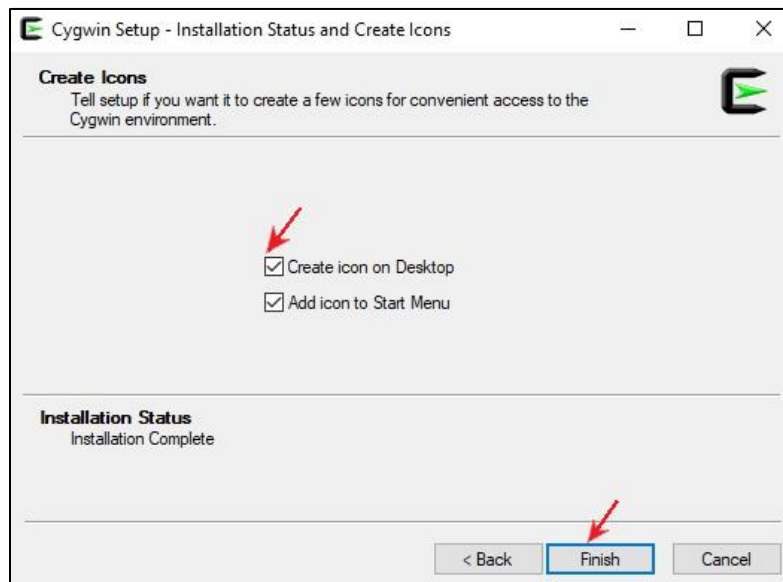 Cygwin Setup - Installation Status and Create Icons
Create Icons
Tell setup if you want it to create a few icons for convenient access to the
Cygwin environment.
Create icon on Desktop
Add icon to Start Menu
Installation Status
Installation Complete
< Back Finish Cancel